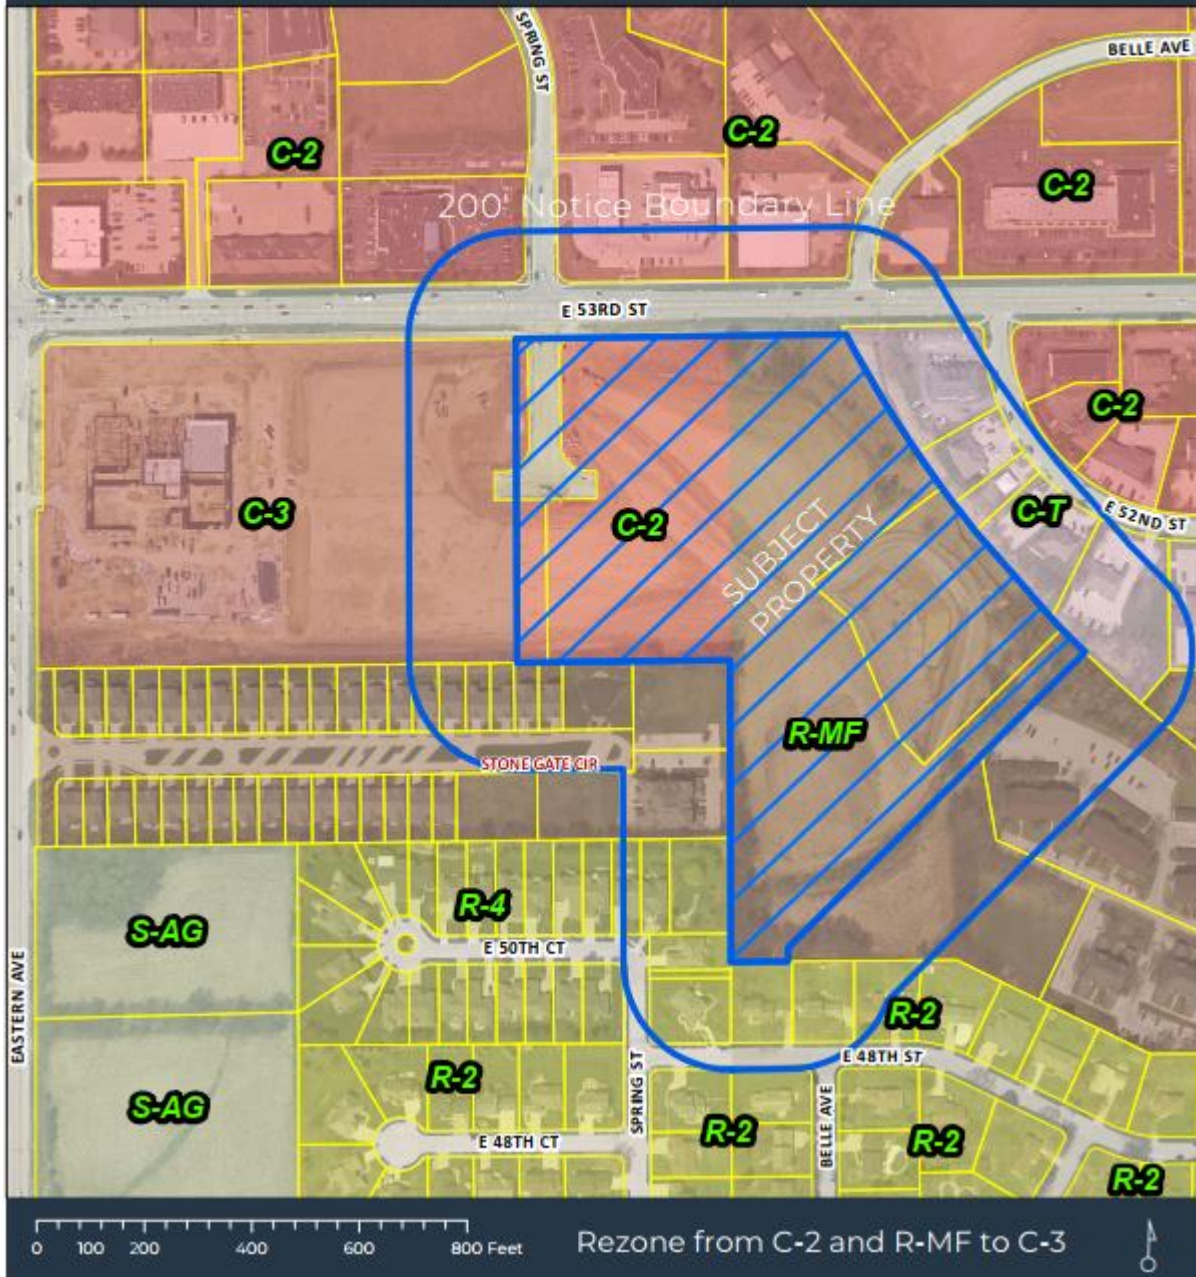 SPRING ST
BELLE AVE
C-2
C-2
C-2
200' Notice Boundary Line
E 53RD ST
C-2
C-3
C-2
C-T
E 52ND ST
SUBJECT
PROPERTY
R-MF
STONE GATE CIR
R-4
S-AG
E 50TH CT
EASTERN AVE
R-2
E 48TH ST
R-2
SPRING ST
BELLE AVE
S-AG
R-2
R-2
E 48TH CT
R-2
0 100 200 400 600 800 Feet
Rezone from C-2 and R-MF to C-3